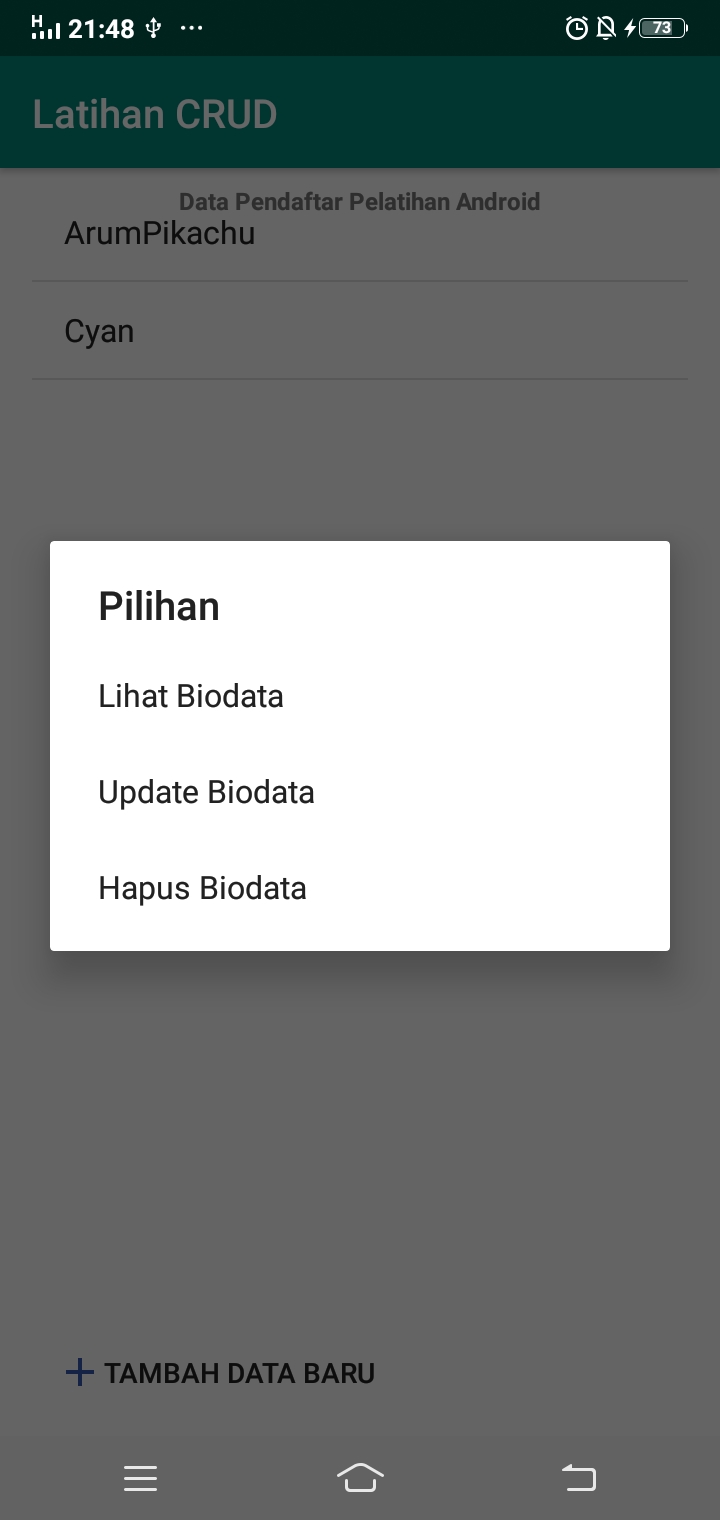 H 21:48 ... 73
Latihan CRUD
Data Pendaftar Pelatihan Android
ArumPikachu
Cyan
Pilihan
Lihat Biodata
Update Biodata
Hapus Biodata
+ TAMBAH DATA BARU